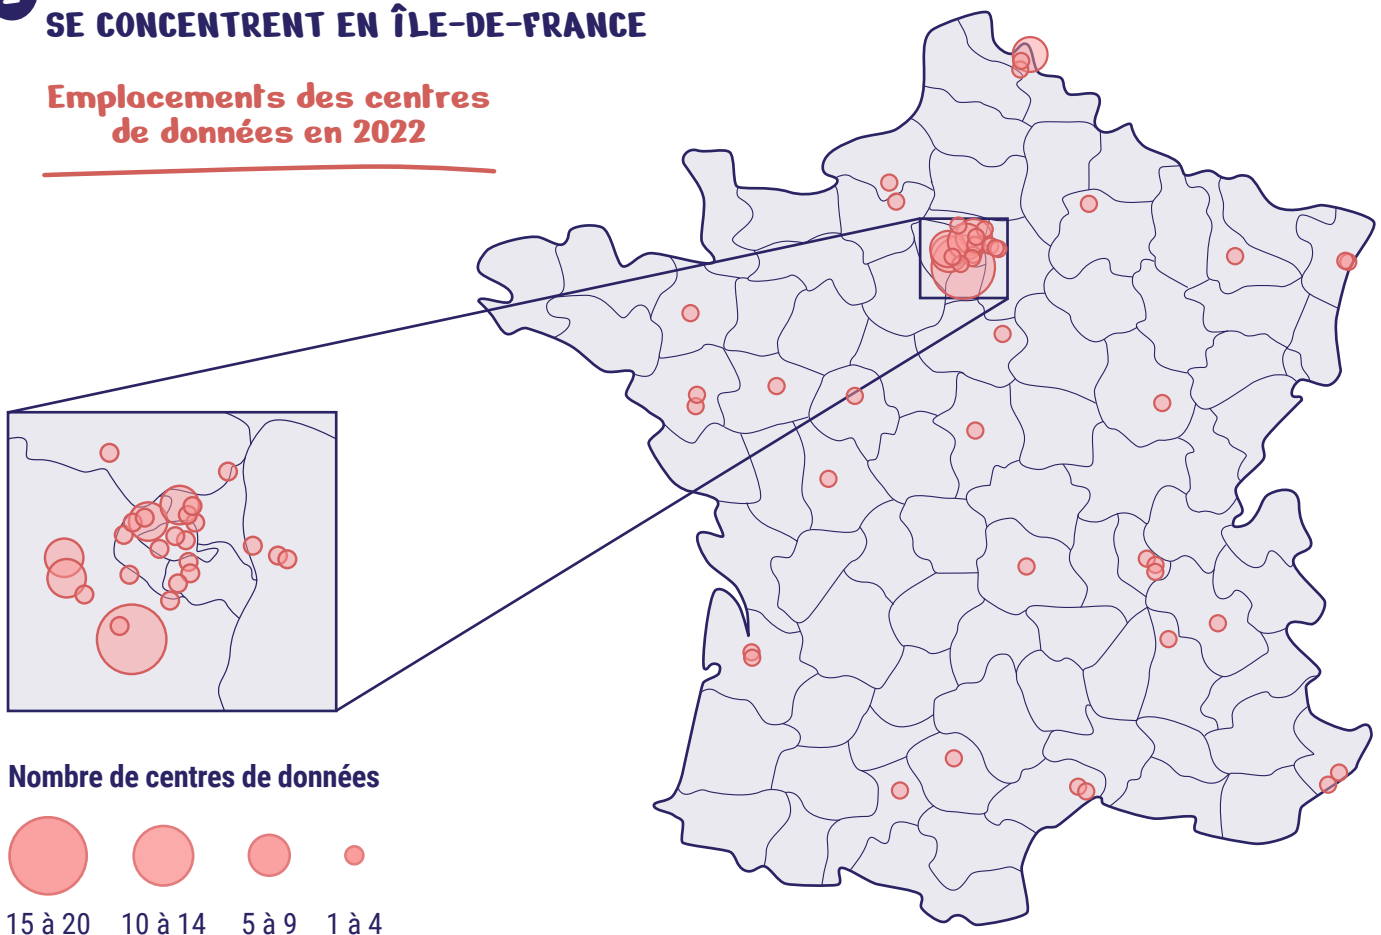 SE CONCENTRENT EN ÎLE-DE-FRANCE
Emplacements des centres
de données en 2022
Nombre de centres de données
15 à 20
10 à 14
5 à 9
1 à 4